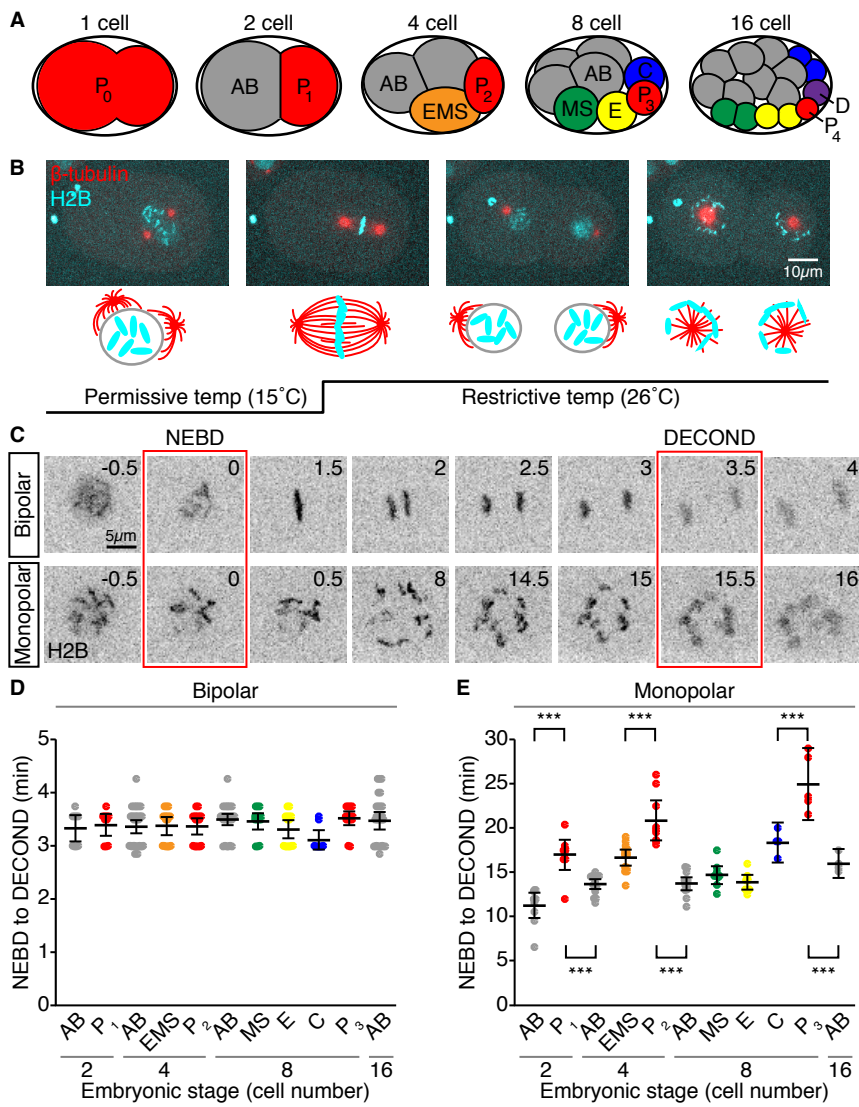 A
1 cell 2 cell 4 cell 8 cell 16 cell
P0
AB P1
AB P2 EMS
AB C P3 MS E
D
P4
B
β-tubulin
H2B
10µm
Permissive temp (15˚C) Restrictive temp (26˚C)
C
NEBD DECOND
Bipolar
-0.5 0 1.5 2 2.5 3 3.5 4
5µm
Monopolar
-0.5 0 0.5 8 14.5 15 15.5 16
H2B
D
Bipolar
NEBD to DECOND (min)
5
4
3
2
1
0
AB P1 AB EMS P2 AB MS E C P3 AB
2 4 8 16
Embryonic stage (cell number)
E
Monopolar
NEBD to DECOND (min)
*** *** ***
30
25
20
15
10
5
0
*** *** ***
AB P1 AB EMS P2 AB MS E C P3 AB
2 4 8 16
Embryonic stage (cell number)